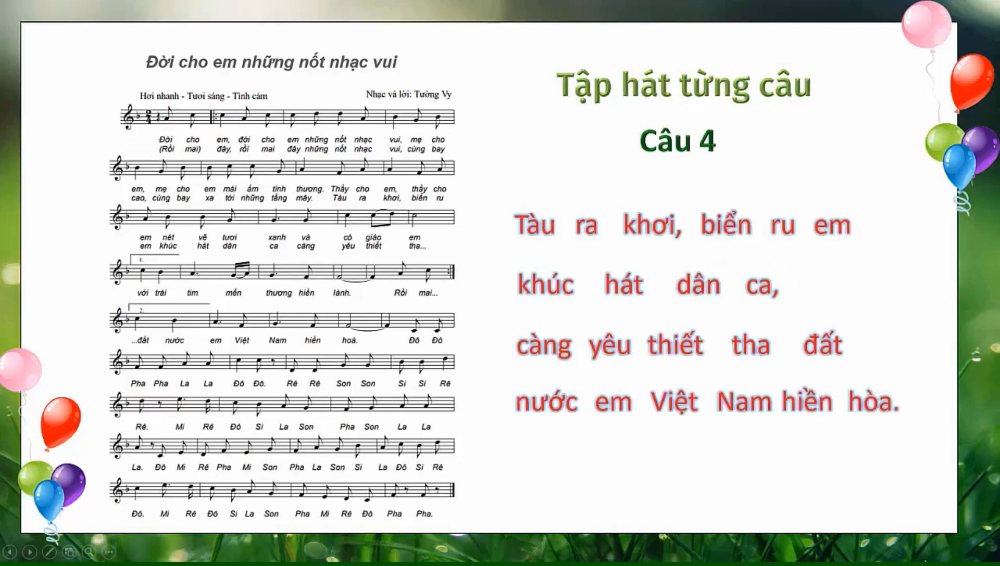 Đời cho em những nốt nhạc vui
Hơi nhanh - Tươi sáng - Tình cảm
Nhạc và lời: Tường Vy
Đời cho em, đời cho em những nốt nhạc vui, mẹ cho
(Rồi mai) đây, rồi mai đây những nốt nhạc vui, cùng bay
em, mẹ cho em mái ấm tình thương. Thầy cho em, thầy cho
cao, cùng bay xa tới những tầng mây. Tàu ra khơi, biển ru
em nét vẽ tươi xanh và cô giáo em
em khúc hát dân ca càng yêu thiết tha...
1.
với trái tim mến thương hiền lành. Rồi mai...
2.
...đất nước em Việt Nam hiền hoà. Đô Đô
Pha Pha La La Đô Đô. Rê Rê Son Son Si Si Rê
Rê. Mi Rê Đô Si La Son Pha Son La La
La. Đô Mi Rê Pha Mi Son Pha La Son Si La Đô Si Rê
Đô. Mi Rê Đô Si La Son Pha Mi Rê Đô Pha Pha.
Tập hát từng câu
Câu 4
Tàu ra khơi, biển ru em
khúc hát dân ca,
càng yêu thiết tha đất
nước em Việt Nam hiền hòa.